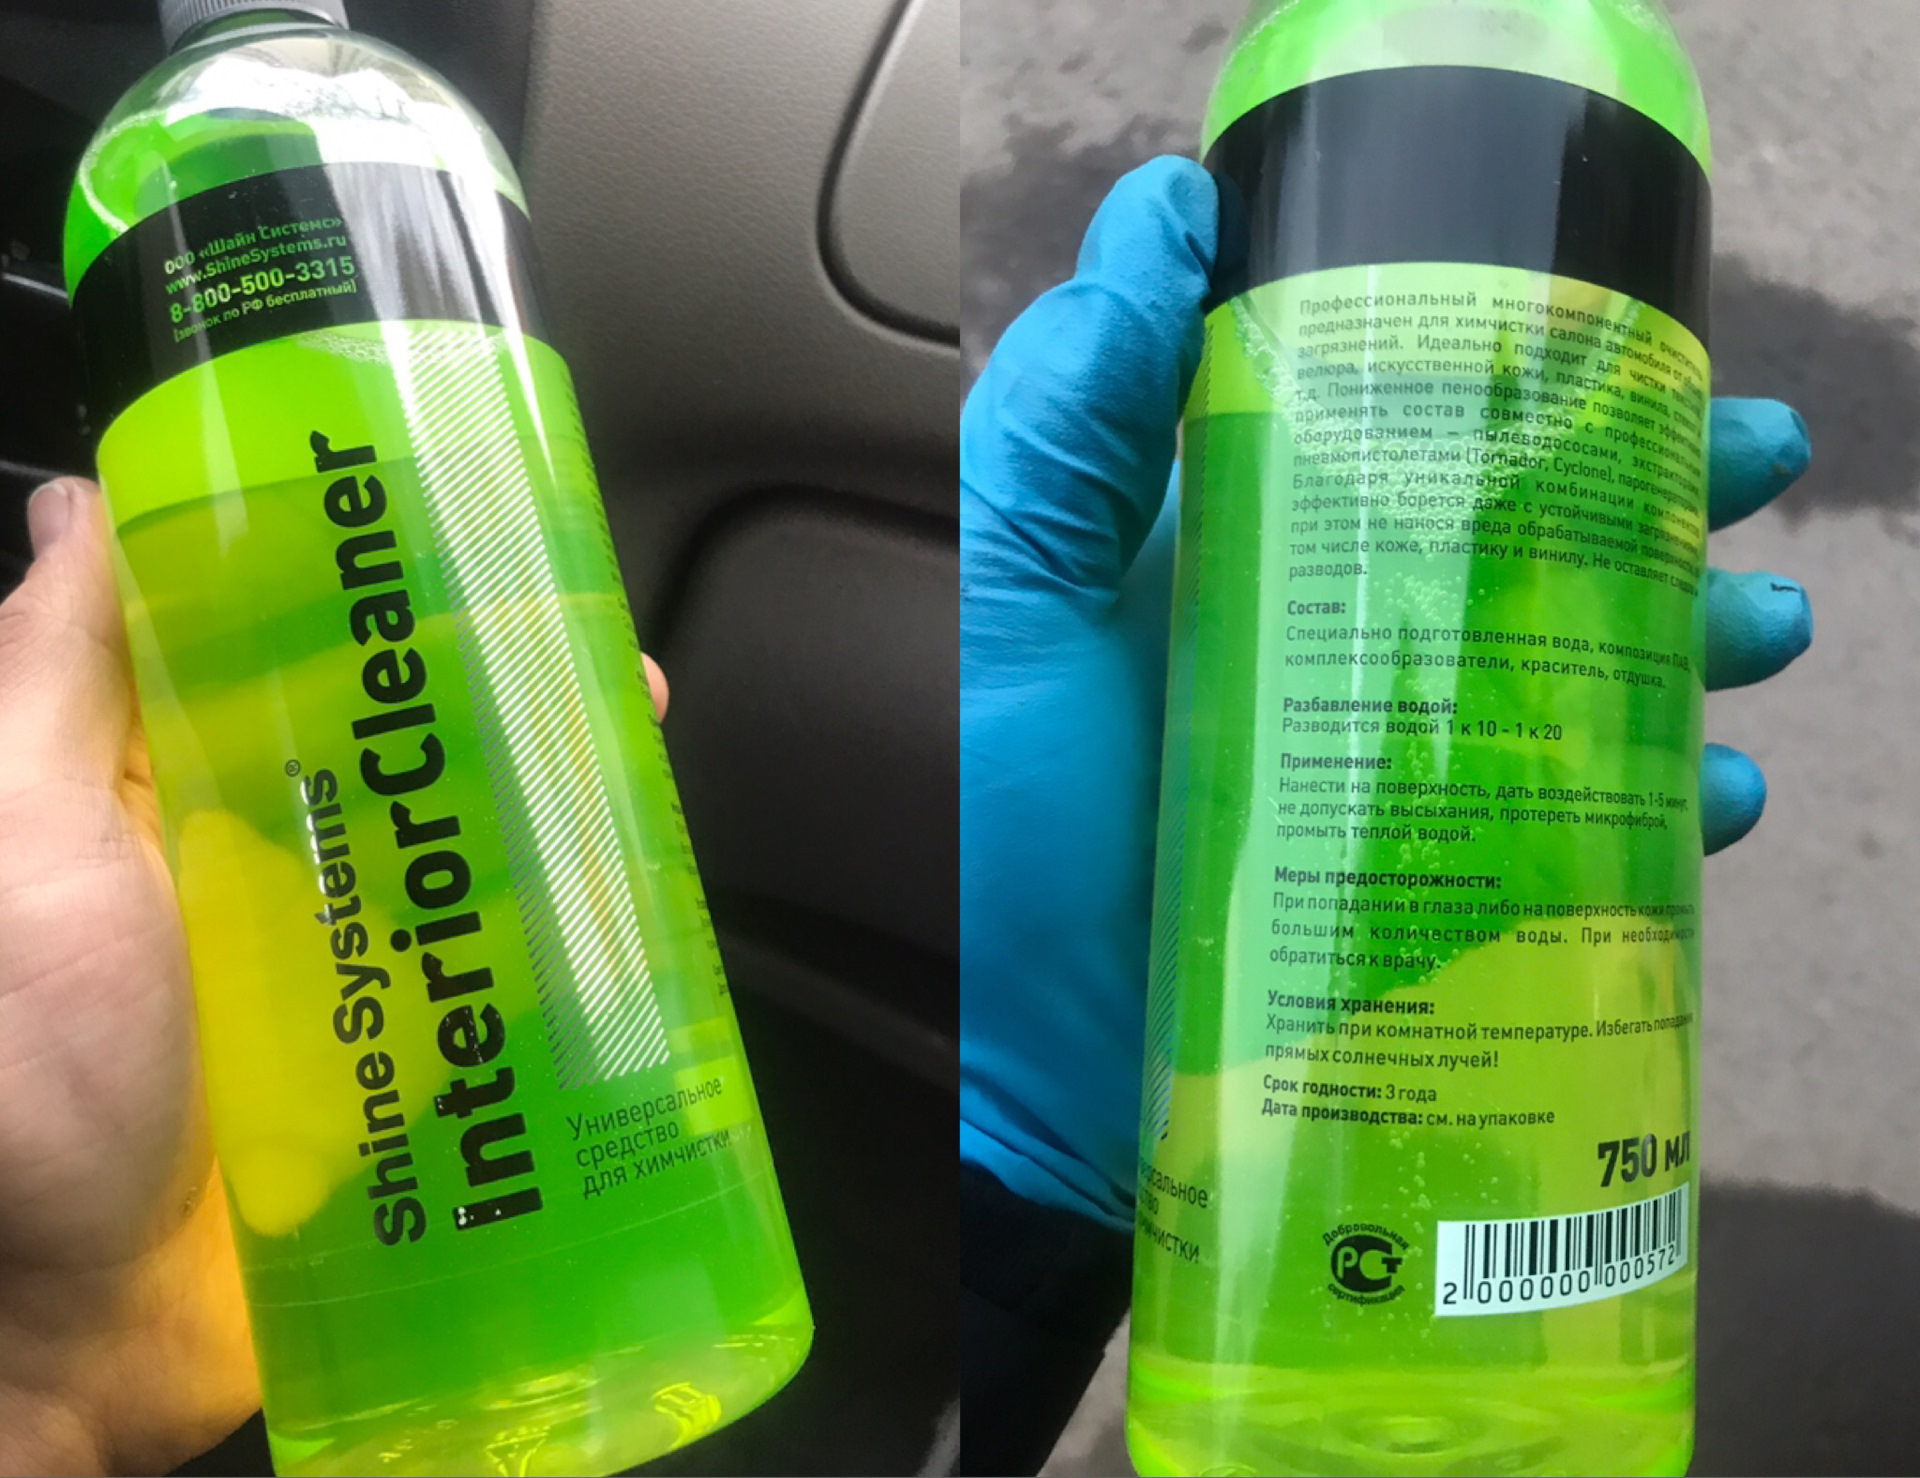 ООО «Шайн Системс»
www.ShineSystems.ru
8-800-500-3315
(звонок по РФ бесплатный)
ShineSystems®
InteriorCleaner
Универсальное
средство
для химчистки
Профессиональный многокомпонентный
предназначен для химчистки салона автомобиля от
загрязнений. Идеально подходит для чистки
велюра, искусственной кожи, пластика, винила,
т.д. Пониженное пенообразование позволяет
применять состав совместно с
оборудованием – пылеводососами, экстракторами,
пневмопистолетами (Tornador, Cyclone),
Благодаря уникальной комбинации
эффективно борется даже с устойчивыми
при этом не нанося вреда обрабатываемой
том числе коже, пластику и винилу. Не оставляет
разводов.
Состав:
Специально подготовленная вода, композиция ПАВ,
комплексообразователи, краситель, отдушка.
Разбавление водой:
Разводится водой 1 к 10 - 1 к 20
Применение:
Нанести на поверхность, дать воздействовать 1-5
не допускать высыхания, протереть микрофиброй,
промыть теплой водой.
Меры предосторожности:
При попадании в глаза либо на поверхность кожи промыть
большим количеством воды. При необходимости
обратиться к врачу.
Условия хранения:
Хранить при комнатной температуре. Избегать
прямых солнечных лучей!
Срок годности: 3 года
Дата производства: см. на упаковке
750 мл
Добровольная
РСТ
сертификация
2 000000 000572